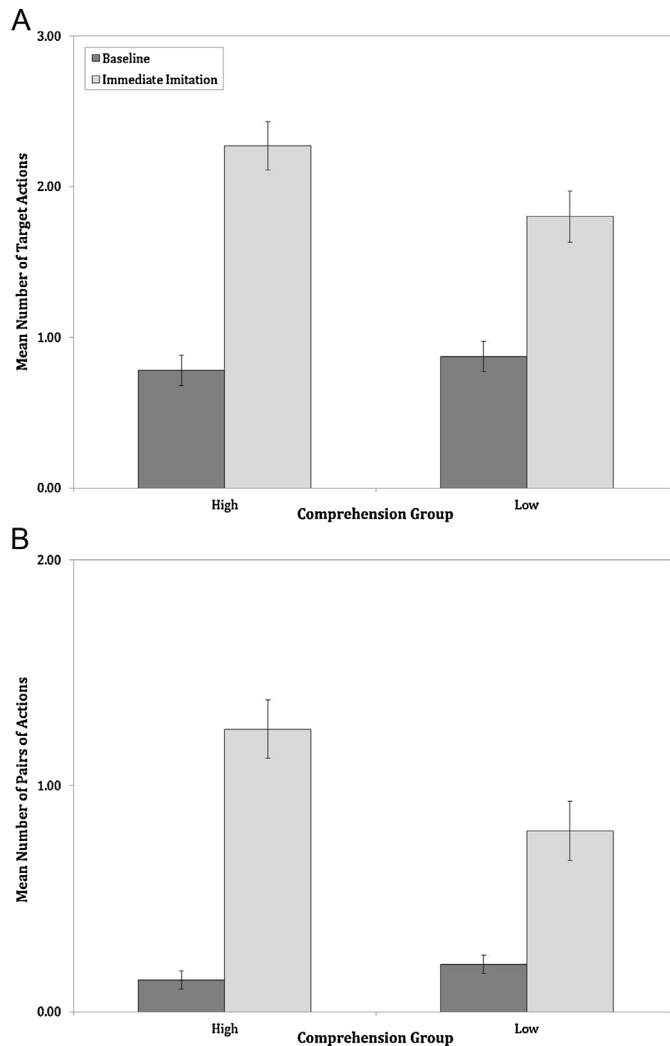 A
3.00
Baseline
Immediate Imitation
2.00
Mean Number of Target Actions
1.00
0.00
High
Low
Comprehension Group
B
2.00
Mean Number of Pairs of Actions
1.00
0.00
High
Low
Comprehension Group